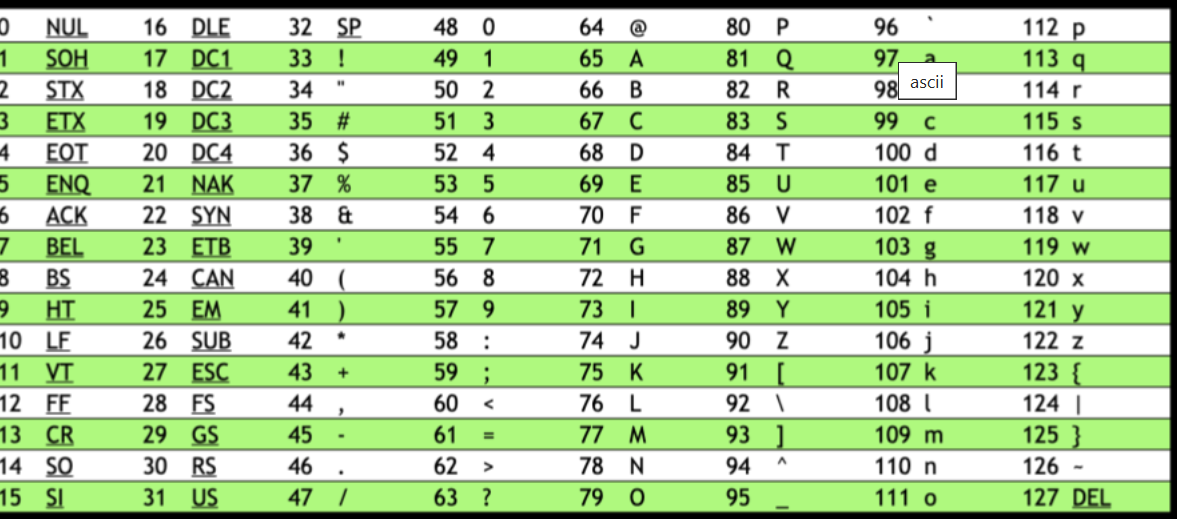 0 NUL 16 DLE 32 SP 48 0 64 @ 80 P 96 ` 112 p
1 SOH 17 DC1 33 ! 49 1 65 A 81 Q 97 a 113 q
2 STX 18 DC2 34 " 50 2 66 B 82 R 98 ascii 114 r
3 ETX 19 DC3 35 # 51 3 67 C 83 S 99 c 115 s
4 EOT 20 DC4 36 $ 52 4 68 D 84 T 100 d 116 t
5 ENQ 21 NAK 37 % 53 5 69 E 85 U 101 e 117 u
6 ACK 22 SYN 38 & 54 6 70 F 86 V 102 f 118 v
7 BEL 23 ETB 39 ' 55 7 71 G 87 W 103 g 119 w
8 BS 24 CAN 40 ( 56 8 72 H 88 X 104 h 120 x
9 HT 25 EM 41 ) 57 9 73 I 89 Y 105 i 121 y
10 LF 26 SUB 42 * 58 : 74 J 90 Z 106 j 122 z
11 VT 27 ESC 43 + 59 ; 75 K 91 [ 107 k 123 {
12 FF 28 FS 44 , 60 < 76 L 92 \ 108 l 124 |
13 CR 29 GS 45 - 61 = 77 M 93 ] 109 m 125 }
14 SO 30 RS 46 . 62 > 78 N 94 ^ 110 n 126 ~
15 SI 31 US 47 / 63 ? 79 O 95 _ 111 o 127 DEL